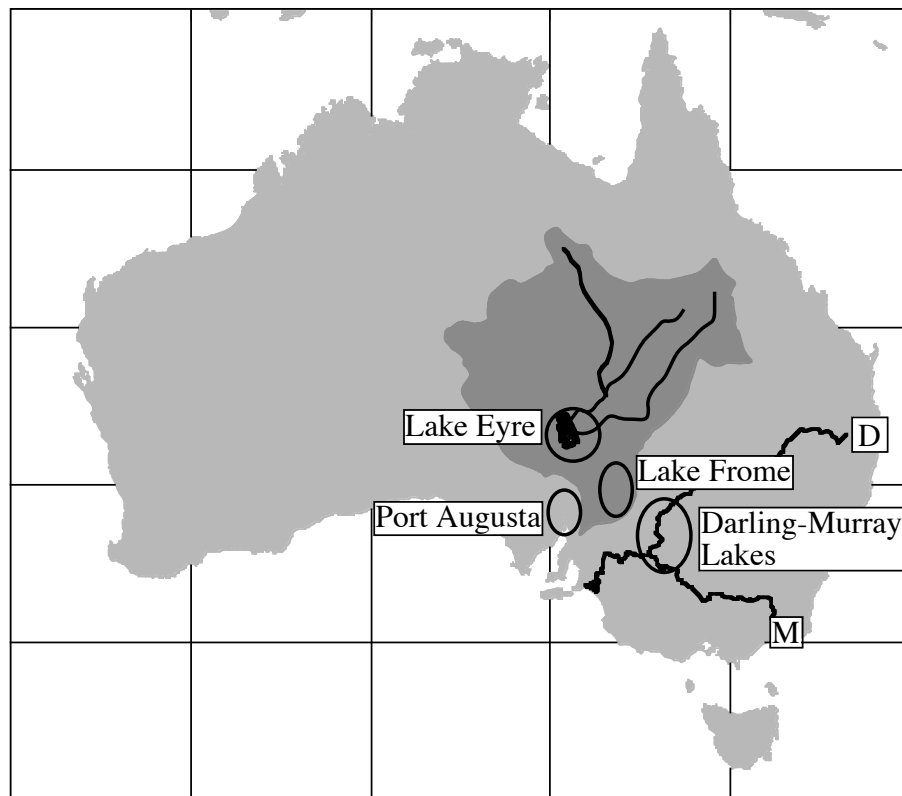 Lake Eyre
D
Lake Frome
Port Augusta
Darling-Murray
Lakes
M